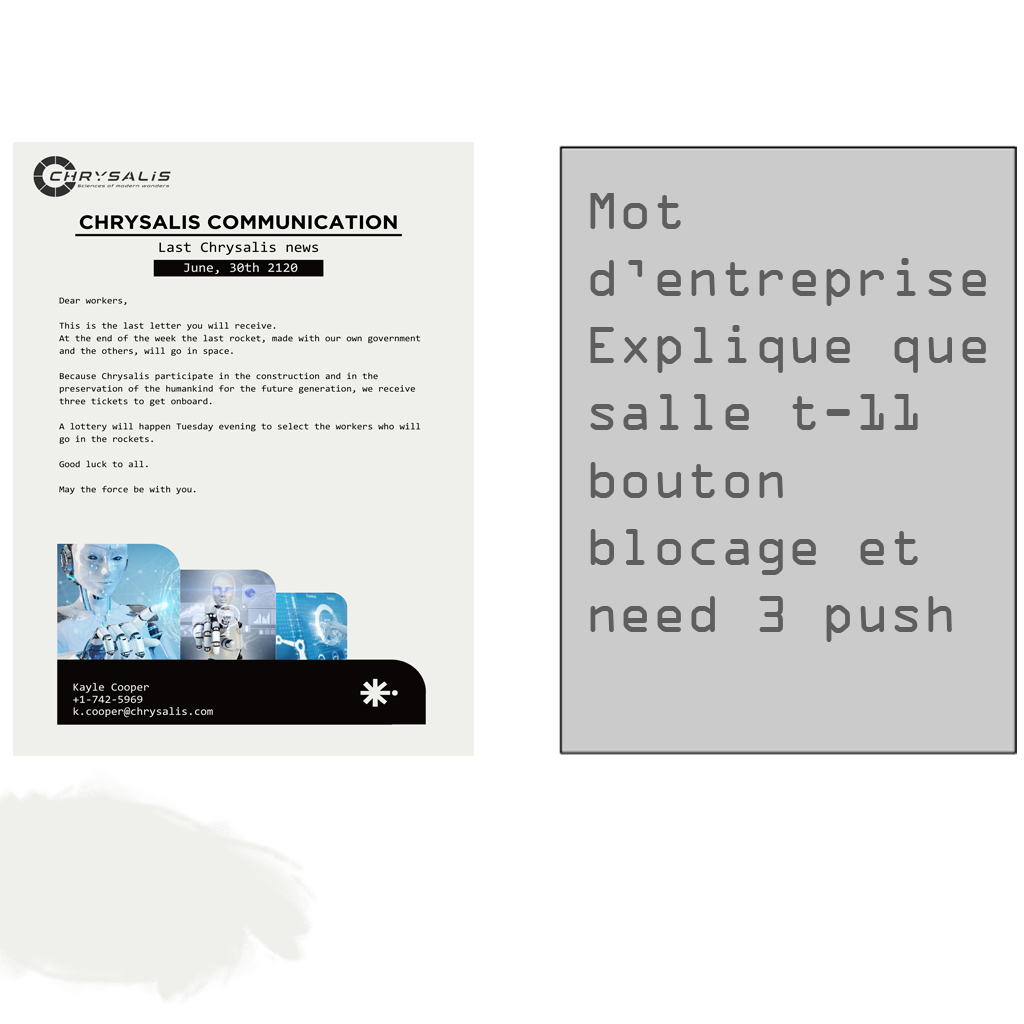 CHRYSALIS
Sciences of modern wonders
CHRYSALIS COMMUNICATION
Last Chrysalis news
June, 30th 2120
Dear workers,
This is the last letter you will receive.
At the end of the week the last rocket, made with our own government
and the others, will go in space.
Because Chrysalis participate in the construction and in the
preservation of the humankind for the future generation, we receive
three tickets to get onboard.
A lottery will happen Tuesday evening to select the workers who will
go in the rockets.
Good luck to all.
May the force be with you.
Kayle Cooper
+1-742-5969
k.cooper@chrysalis.com
Mot
d'entreprise
Explique que
salle t-11
bouton
blocage et
need 3 push